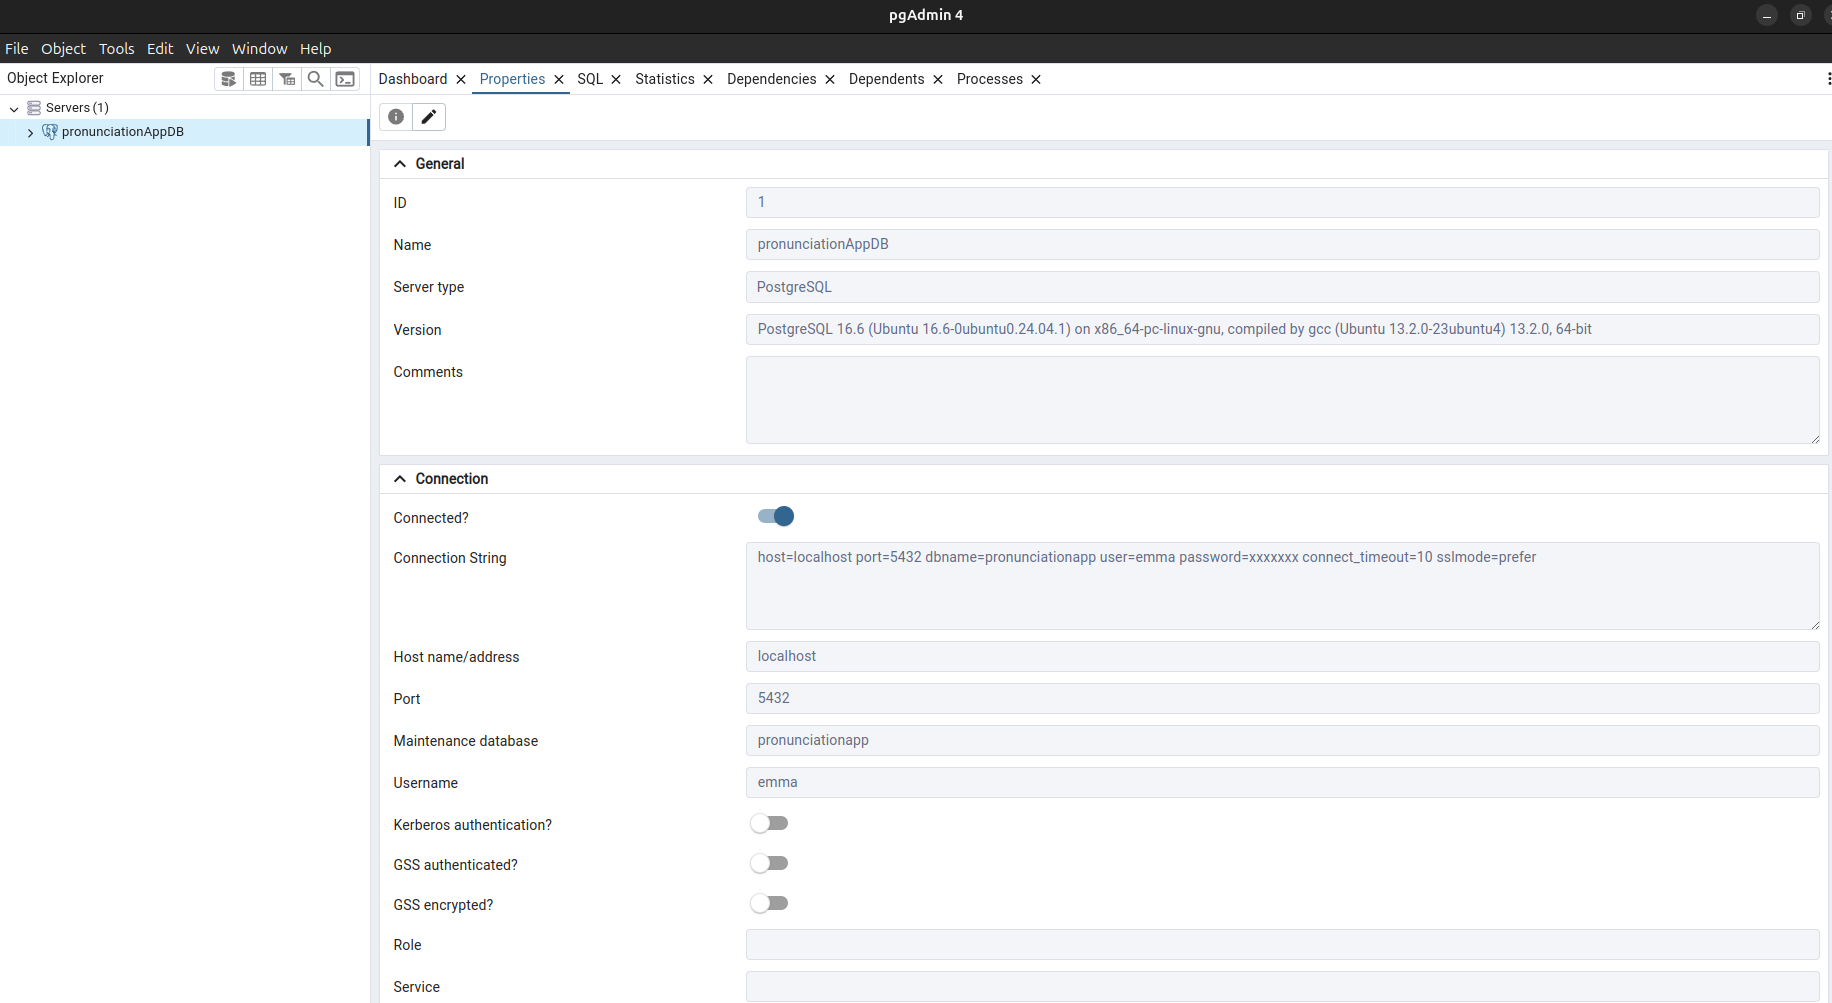 pgAdmin 4
File Object Tools Edit View Window Help
Object Explorer
Dashboard Properties SQL Statistics Dependencies Dependents Processes
Servers (1)
pronunciationAppDB
General
ID 1
Name pronunciationAppDB
Server type PostgreSQL
Version PostgreSQL 16.6 (Ubuntu 16.6-0ubuntu0.24.04.1) on x86_64-pc-linux-gnu, compiled by gcc (Ubuntu 13.2.0-23ubuntu4) 13.2.0, 64-bit
Comments
Connection
Connected?
Connection String host=localhost port=5432 dbname=pronunciationapp user=emma password=xxxxxxx connect_timeout=10 sslmode=prefer
Host name/address localhost
Port 5432
Maintenance database pronunciationapp
Username emma
Kerberos authentication?
GSS authenticated?
GSS encrypted?
Role
Service